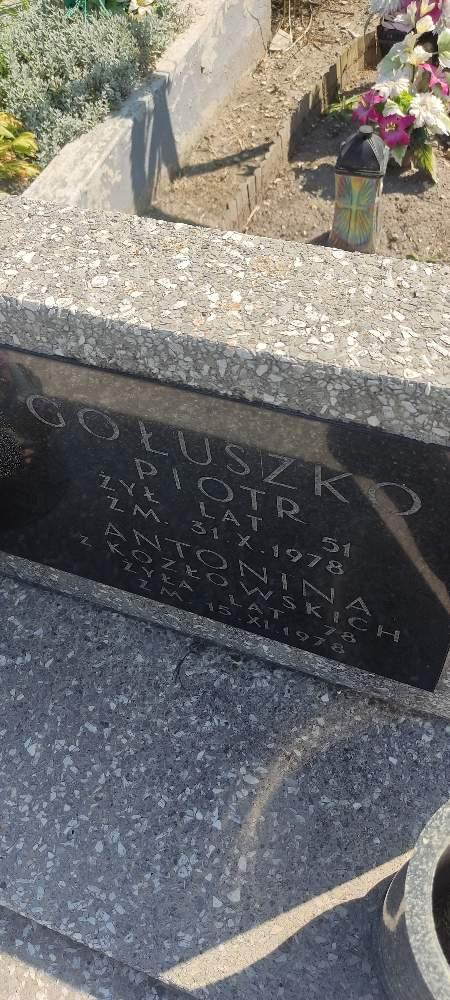 GOŁUSZKO
PIOTR
ŻYŁ LAT 51
ZM. 31.X.1978
ANTONINA
Z KOZŁOWSKICH
ŻYŁA LAT 78
ZM. 15.XI.1978